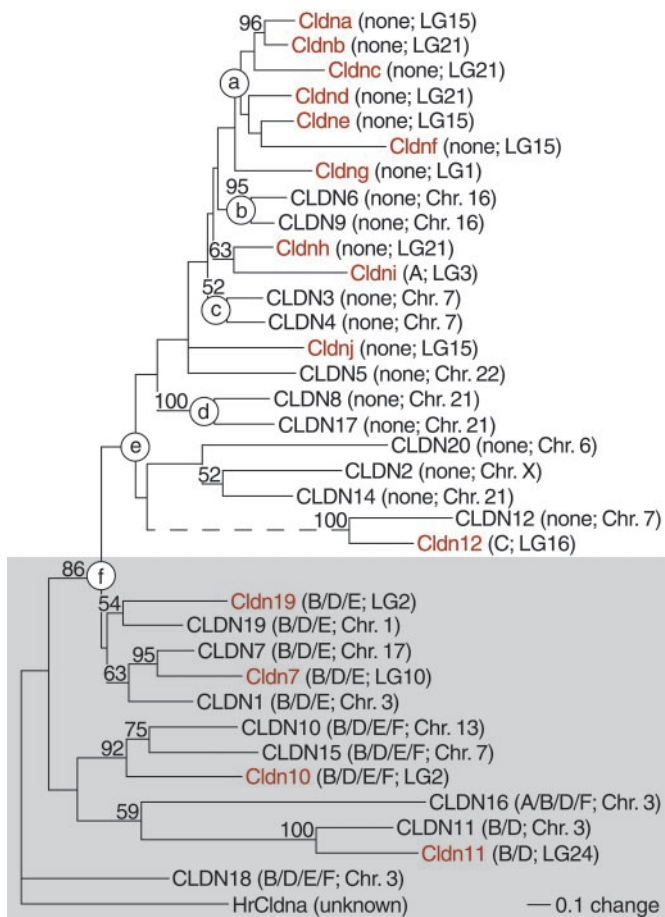 96
Cldna (none; LG15)
Cldnb (none; LG21)
Cldnc (none; LG21)
a
Cldnd (none; LG21)
Cldne (none; LG15)
Cldnf (none; LG15)
Cldng (none; LG1)
95
CLDN6 (none; Chr. 16)
b
CLDN9 (none; Chr. 16)
63
Cldnh (none; LG21)
Cldni (A; LG3)
52
CLDN3 (none; Chr. 7)
c
CLDN4 (none; Chr. 7)
Cldnj (none; LG15)
CLDN5 (none; Chr. 22)
100
CLDN8 (none; Chr. 21)
d
CLDN17 (none; Chr. 21)
e
CLDN20 (none; Chr. 6)
52
CLDN2 (none; Chr. X)
CLDN14 (none; Chr. 21)
100
CLDN12 (none; Chr. 7)
Cldn12 (C; LG16)
86
f
54
Cldn19 (B/D/E; LG2)
CLDN19 (B/D/E; Chr. 1)
95
CLDN7 (B/D/E; Chr. 17)
63
Cldn7 (B/D/E; LG10)
CLDN1 (B/D/E; Chr. 3)
75
CLDN10 (B/D/E/F; Chr. 13)
92
CLDN15 (B/D/E/F; Chr. 7)
Cldn10 (B/D/E/F; LG2)
59
CLDN16 (A/B/D/F; Chr. 3)
100
CLDN11 (B/D; Chr. 3)
Cldn11 (B/D; LG24)
CLDN18 (B/D/E/F; Chr. 3)
HrCldna (unknown)
0.1 change